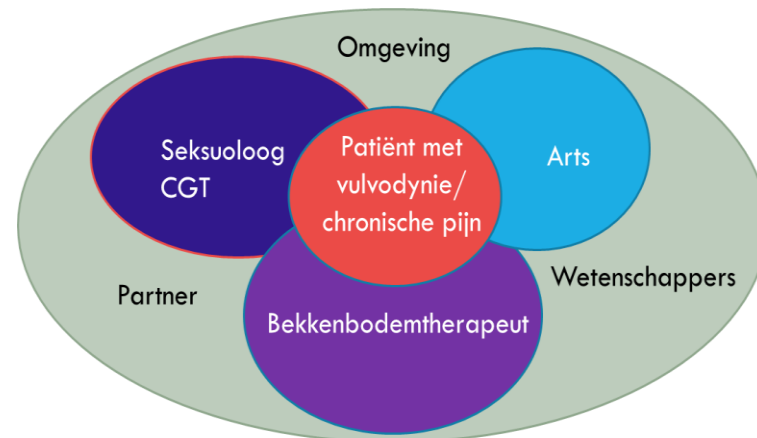 Omgeving
Seksuoloog
CGT
Patiënt met
vulvodynie/
chronische pijn
Arts
Partner
Wetenschappers
Bekkenbodemtherapeut